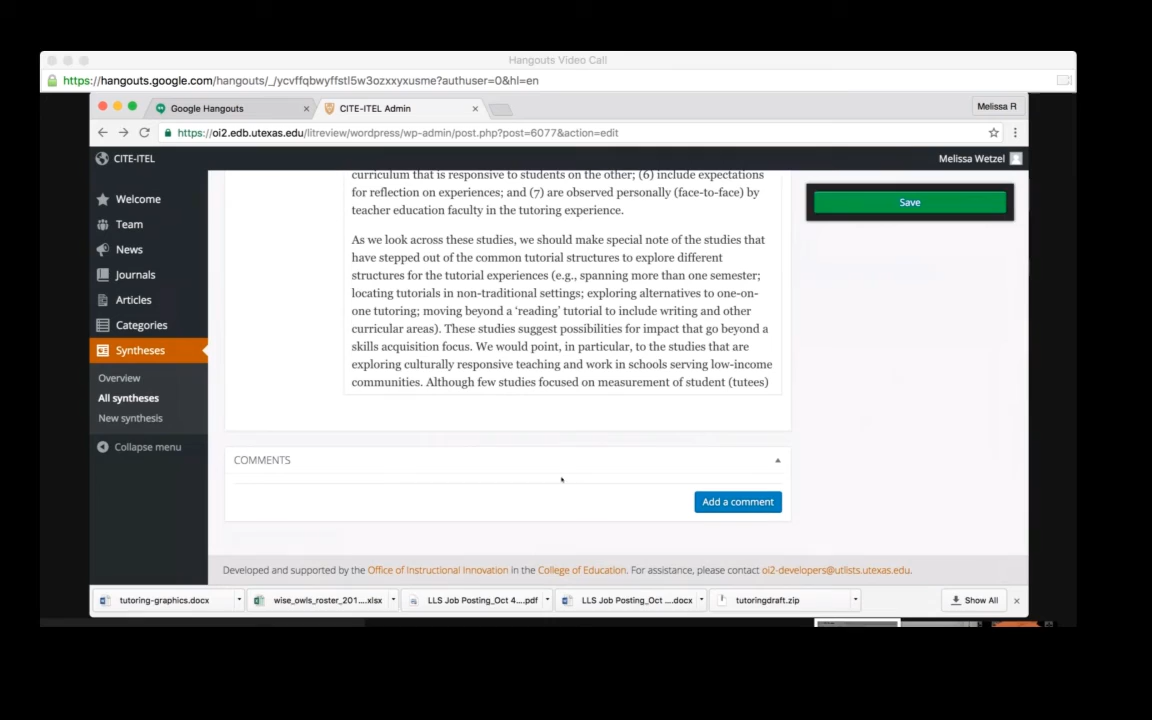 Hangouts Video Call
https://hangouts.google.com/hangouts/_/ycvffqbwyffstl5w3ozxxyxusme?authuser=0&hl=en
Google Hangouts
CITE-ITEL Admin
Melissa R
https://oi2.edb.utexas.edu/litreview/wordpress/wp-admin/post.php?post=6077&action=edit
CITE-ITEL
Melissa Wetzel
Welcome
Team
News
Journals
Articles
Categories
Syntheses
Overview
All syntheses
New synthesis
Collapse menu
curriculum that is responsive to students on the other; (6) include expectations
for reflection on experiences; and (7) are observed personally (face-to-face) by
teacher education faculty in the tutoring experience.
As we look across these studies, we should make special note of the studies that
have stepped out of the common tutorial structures to explore different
structures for the tutorial experiences (e.g., spanning more than one semester;
locating tutorials in non-traditional settings; exploring alternatives to one-on-
one tutoring; moving beyond a ‘reading’ tutorial to include writing and other
curricular areas). These studies suggest possibilities for impact that go beyond a
skills acquisition focus. We would point, in particular, to the studies that are
exploring culturally responsive teaching and work in schools serving low-income
communities. Although few studies focused on measurement of student (tutees)
Save
COMMENTS
Add a comment
Developed and supported by the Office of Instructional Innovation in the College of Education. For assistance, please contact oi2-developers@utlists.utexas.edu.
tutoring-graphics.docx
wise_owls_roster_201....xlsx
LLS Job Posting_Oct 4....pdf
LLS Job Posting_Oct ....docx
tutoringdraft.zip
Show All